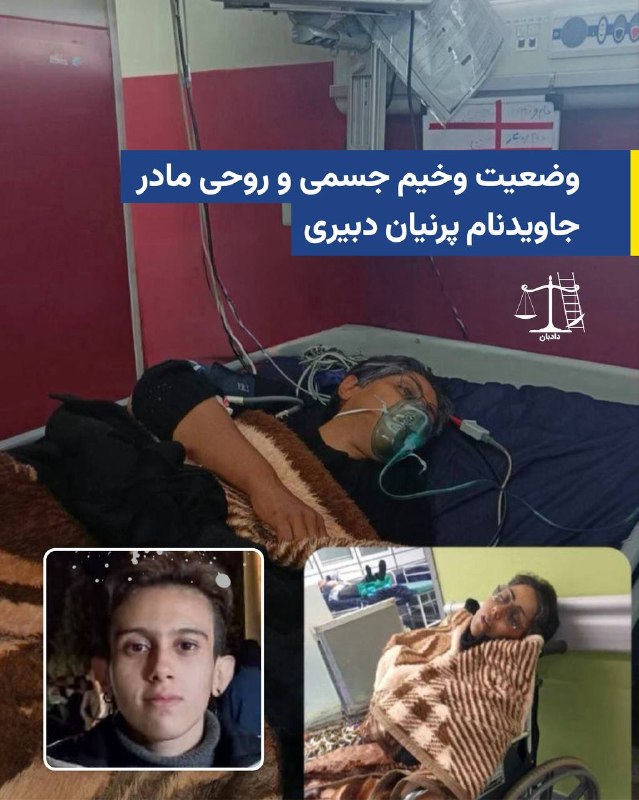 وضعیت وخیم جسمی و روحی مادر
جاویدنام پرنیان دبیری
دادبان